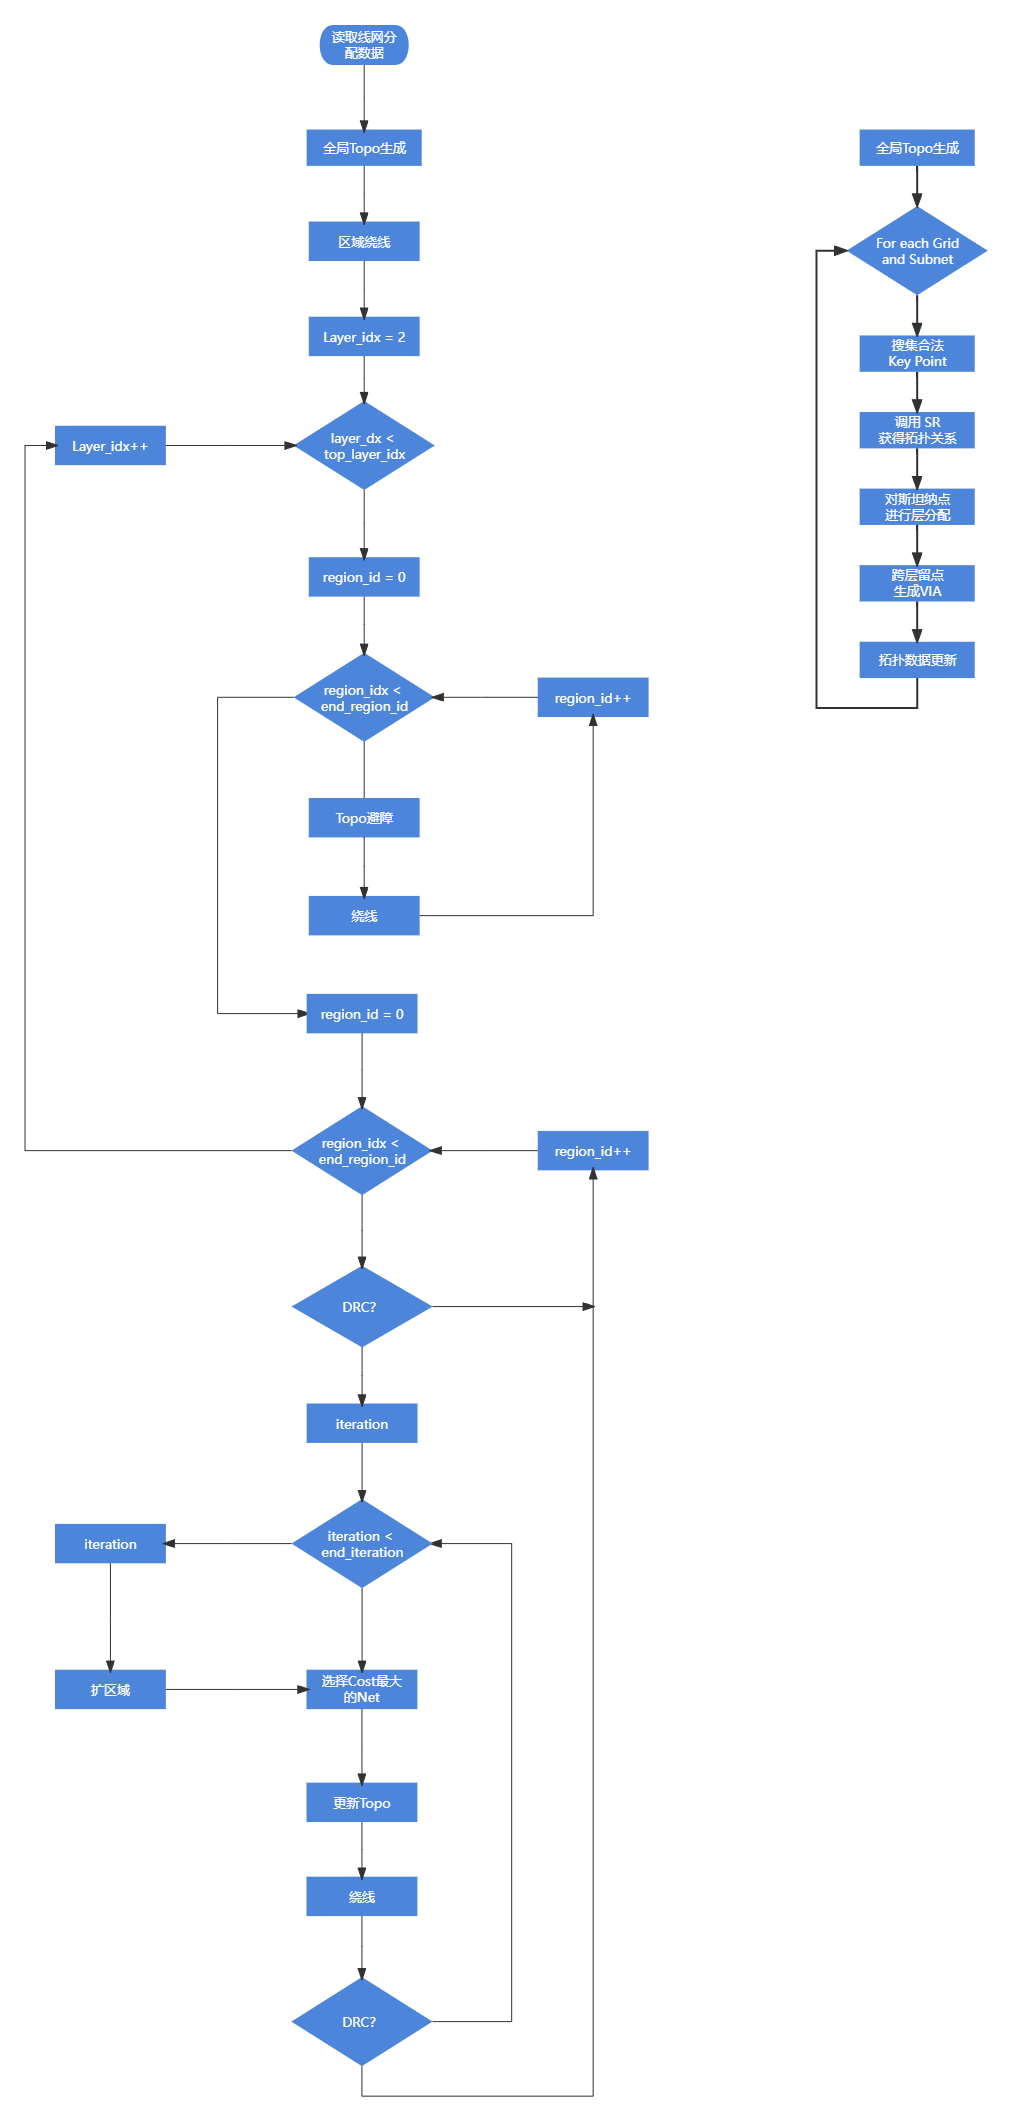 读取线网分
配数据
全局Topo生成
区域绕线
Layer_idx = 2
layer_dx <
top_layer_idx
Layer_idx++
region_id = 0
region_idx <
end_region_id
region_id++
Topo避障
绕线
region_id = 0
region_idx <
end_region_id
region_id++
DRC?
iteration
iteration <
end_iteration
iteration
扩区域
选择Cost最大
的Net
更新Topo
绕线
DRC?
全局Topo生成
For each Grid
and Subnet
搜集合法
Key Point
调用 SR
获得拓扑关系
对斯坦纳点
进行层分配
跨层留点
生成VIA
拓扑数据更新